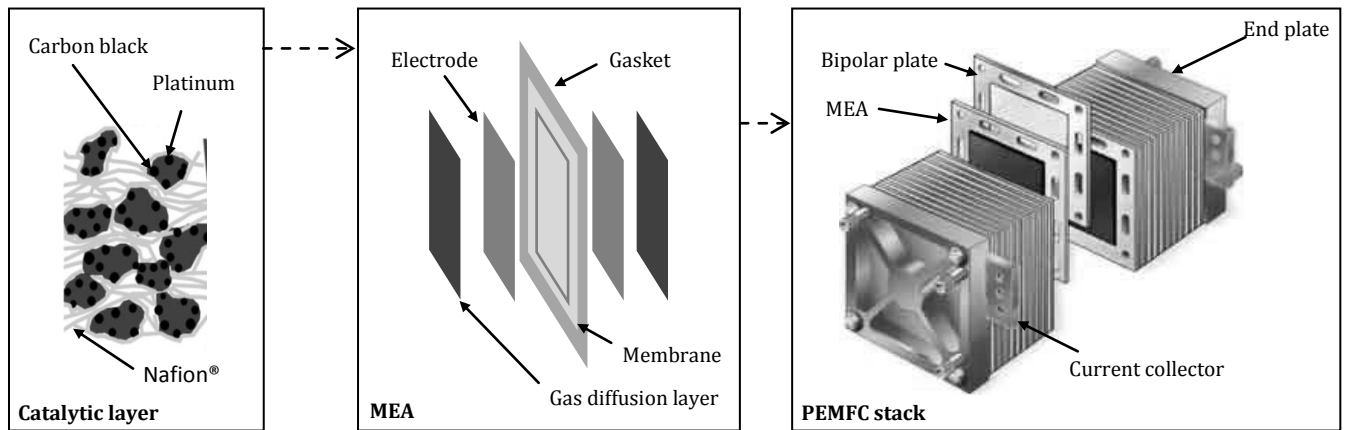 Carbon black
Platinum
Nafion®
Catalytic layer
Electrode
Gasket
Membrane
Gas diffusion layer
MEA
End plate
Bipolar plate
MEA
Current collector
PEMFC stack